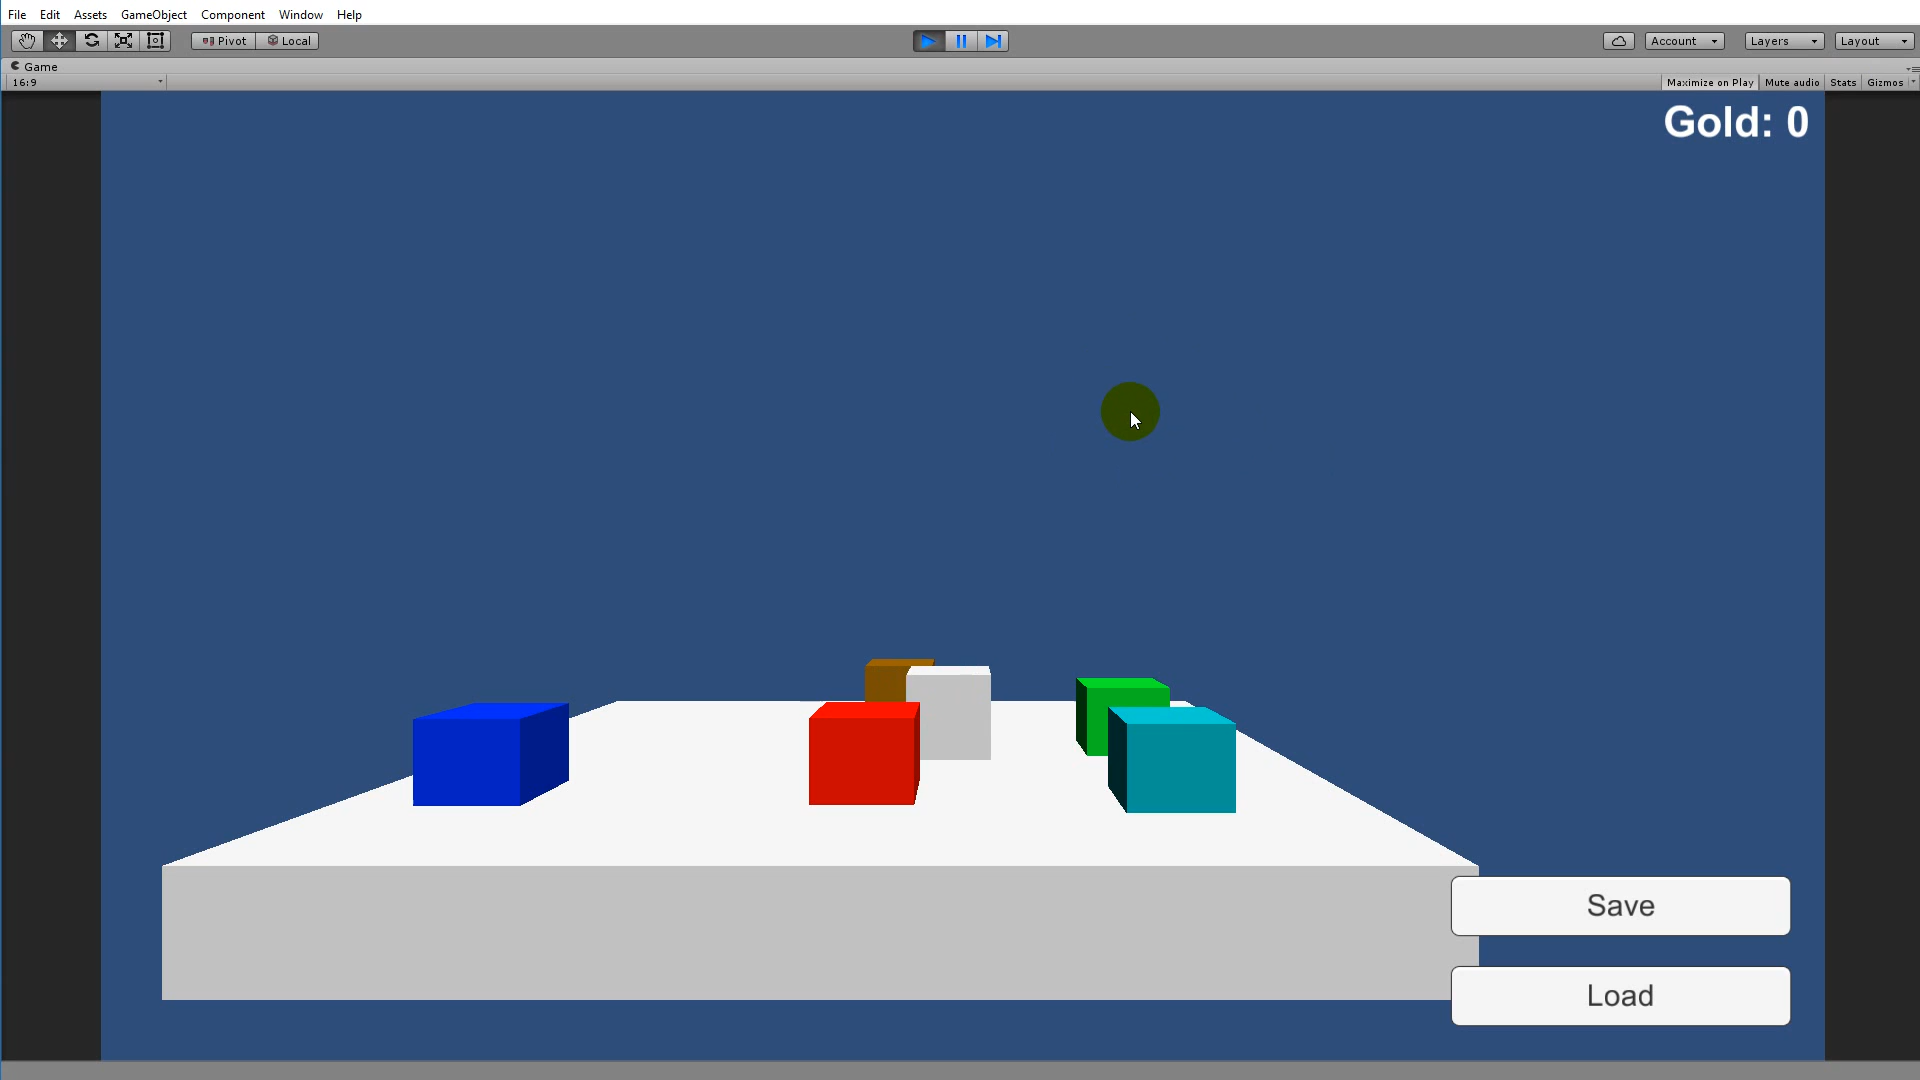 File Edit Assets GameObject Component Window Help
Pivot Local Account Layers Layout
Game
16:9 Maximize on Play Mute audio Stats Gizmos
Gold: 0
Save
Load